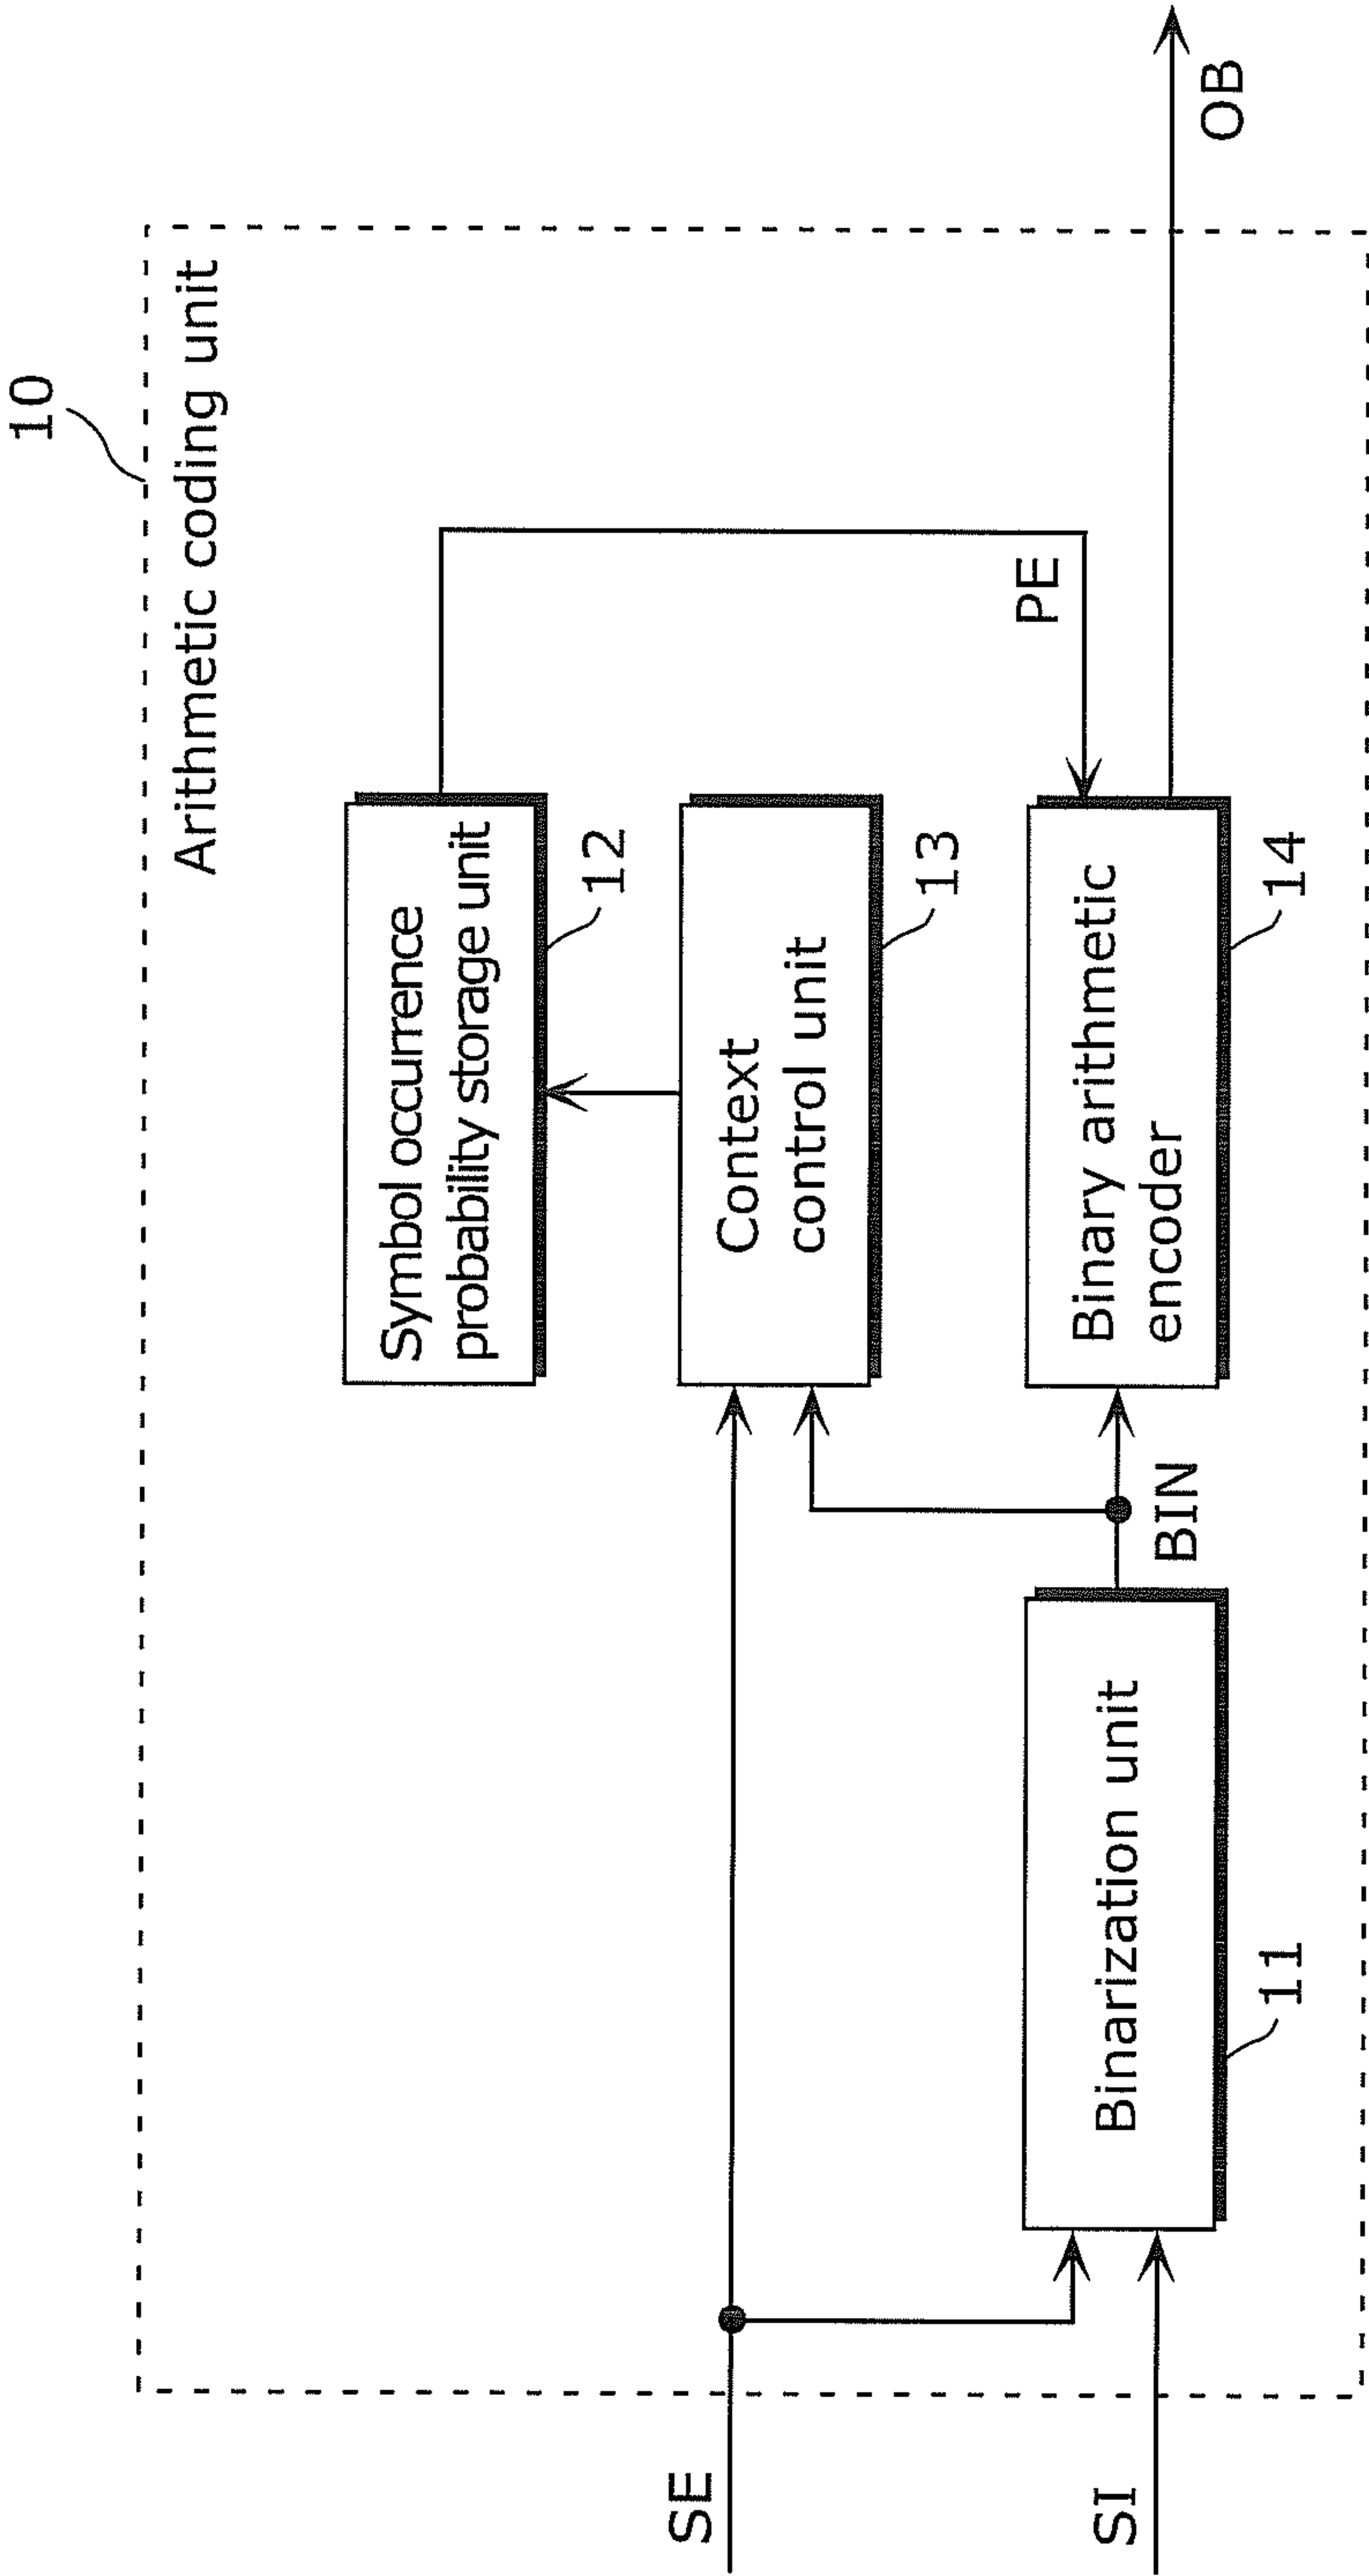 10
Arithmetic coding unit
Symbol occurrence
probability storage unit
12
SE
Context
control unit
13
PE
SI
Binarization unit
11
BIN
Binary arithmetic
encoder
14
OB